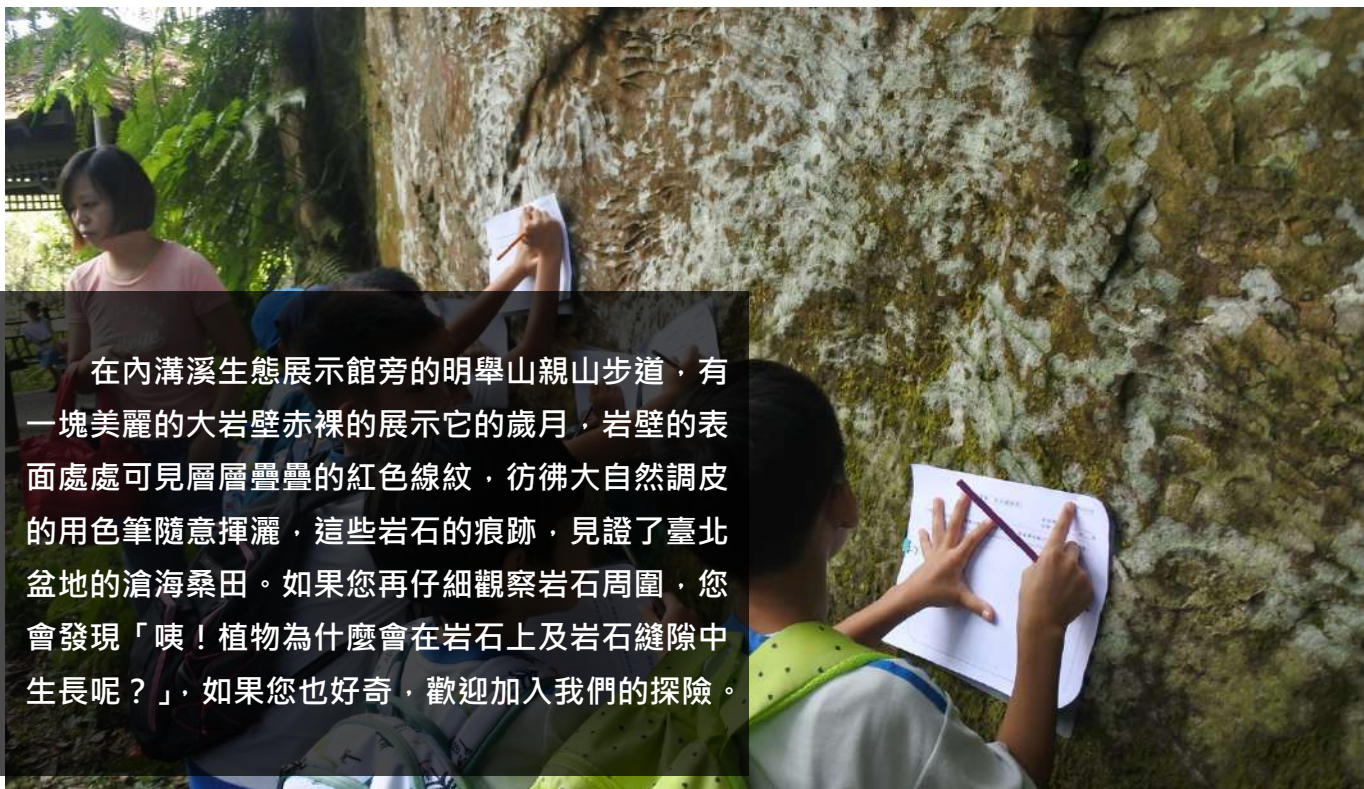 在內溝溪生態展示館旁的明舉山親山步道，有
一塊美麗的大岩壁赤裸的展示它的歲月，岩壁的表
面處處可見層層疊疊的紅色線紋，彷彿大自然調皮
的用色筆隨意揮灑，這些岩石的痕跡，見證了臺北
盆地的滄海桑田。如果您再仔細觀察岩石周圍，您
會發現「咦！植物為什麼會在岩石上及岩石縫隙中
生長呢？」，如果您也好奇，歡迎加入我們的探險。